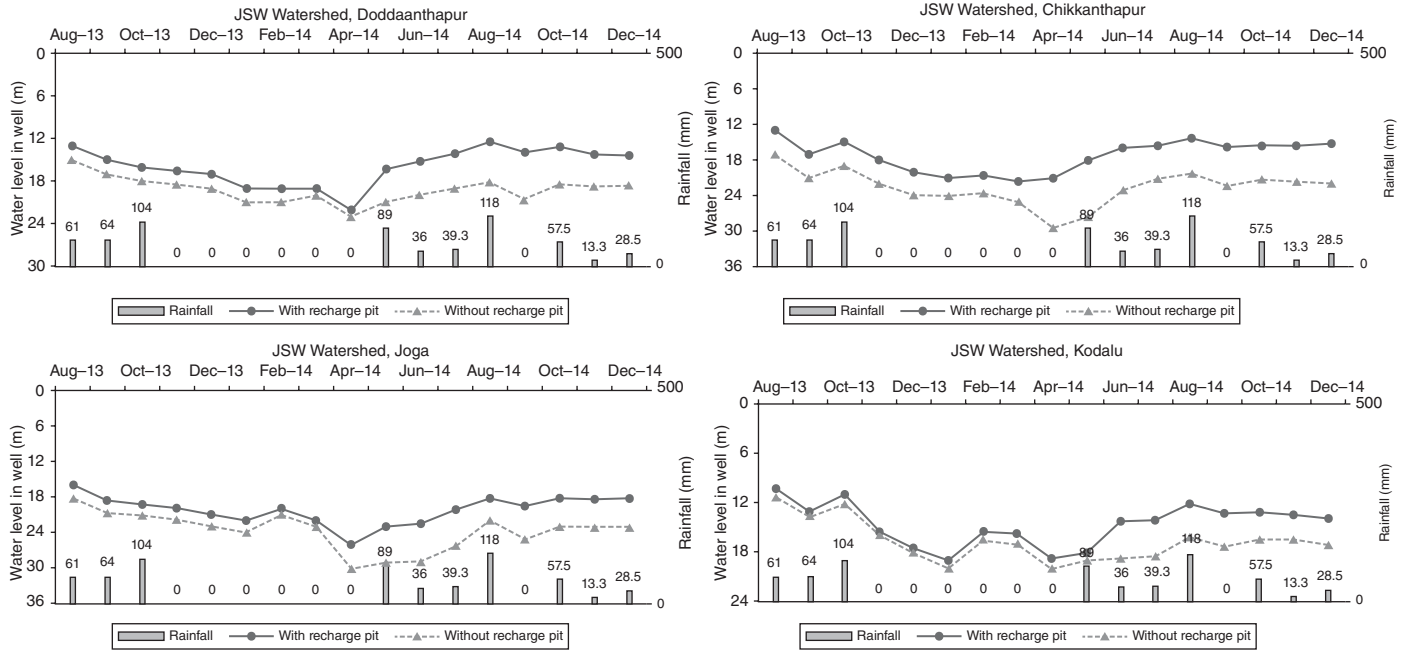 JSW Watershed, Doddaanthapur
Aug–13 Oct–13 Dec–13 Feb–14 Apr–14 Jun–14 Aug–14 Oct–14 Dec–14
Water level in well (m)
0
6
12
18
24
30
500
0
Rainfall (mm)
61 64 104 0 0 0 0 0 0 89 36 39.3 118 0 57.5 13.3 28.5
Rainfall With recharge pit Without recharge pit
JSW Watershed, Chikkanthapur
Aug–13 Oct–13 Dec–13 Feb–14 Apr–14 Jun–14 Aug–14 Oct–14 Dec–14
Water level in well (m)
0
6
12
18
24
30
36
500
0
Rainfall (mm)
61 64 104 0 0 0 0 0 0 89 36 39.3 118 0 57.5 13.3 28.5
Rainfall With recharge pit Without recharge pit
JSW Watershed, Joga
Aug–13 Oct–13 Dec–13 Feb–14 Apr–14 Jun–14 Aug–14 Oct–14 Dec–14
Water level in well (m)
0
6
12
18
24
30
36
500
0
Rainfall (mm)
61 64 104 0 0 0 0 0 0 89 36 39.3 118 0 57.5 13.3 28.5
Rainfall With recharge pit Without recharge pit
JSW Watershed, Kodalu
Aug–13 Oct–13 Dec–13 Feb–14 Apr–14 Jun–14 Aug–14 Oct–14 Dec–14
Water level in well (m)
0
6
12
18
24
500
0
Rainfall (mm)
61 64 104 0 0 0 0 0 0 89 36 39.3 118 0 57.5 13.3 28.5
Rainfall With recharge pit Without recharge pit